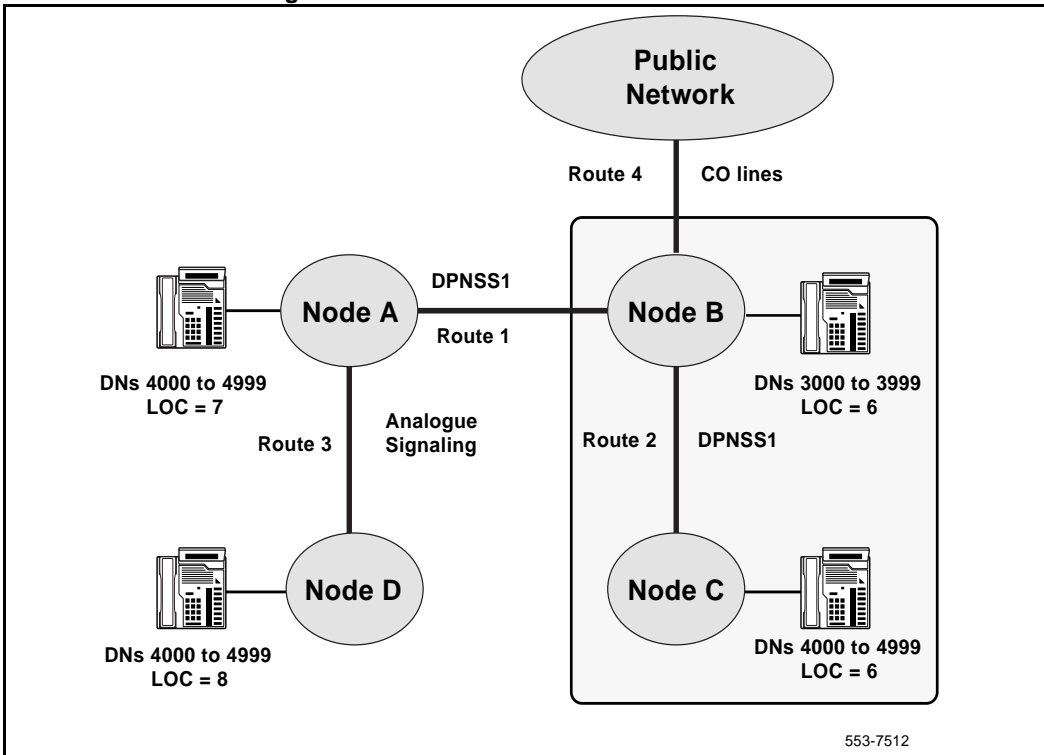 Public
Network
Route 4
CO lines
DPNSS1
Node A
Node B
Route 1
DNs 4000 to 4999
LOC = 7
DNs 3000 to 3999
LOC = 6
Analogue
Signaling
Route 3
Route 2
DPNSS1
Node D
Node C
DNs 4000 to 4999
LOC = 8
DNs 4000 to 4999
LOC = 6
553-7512